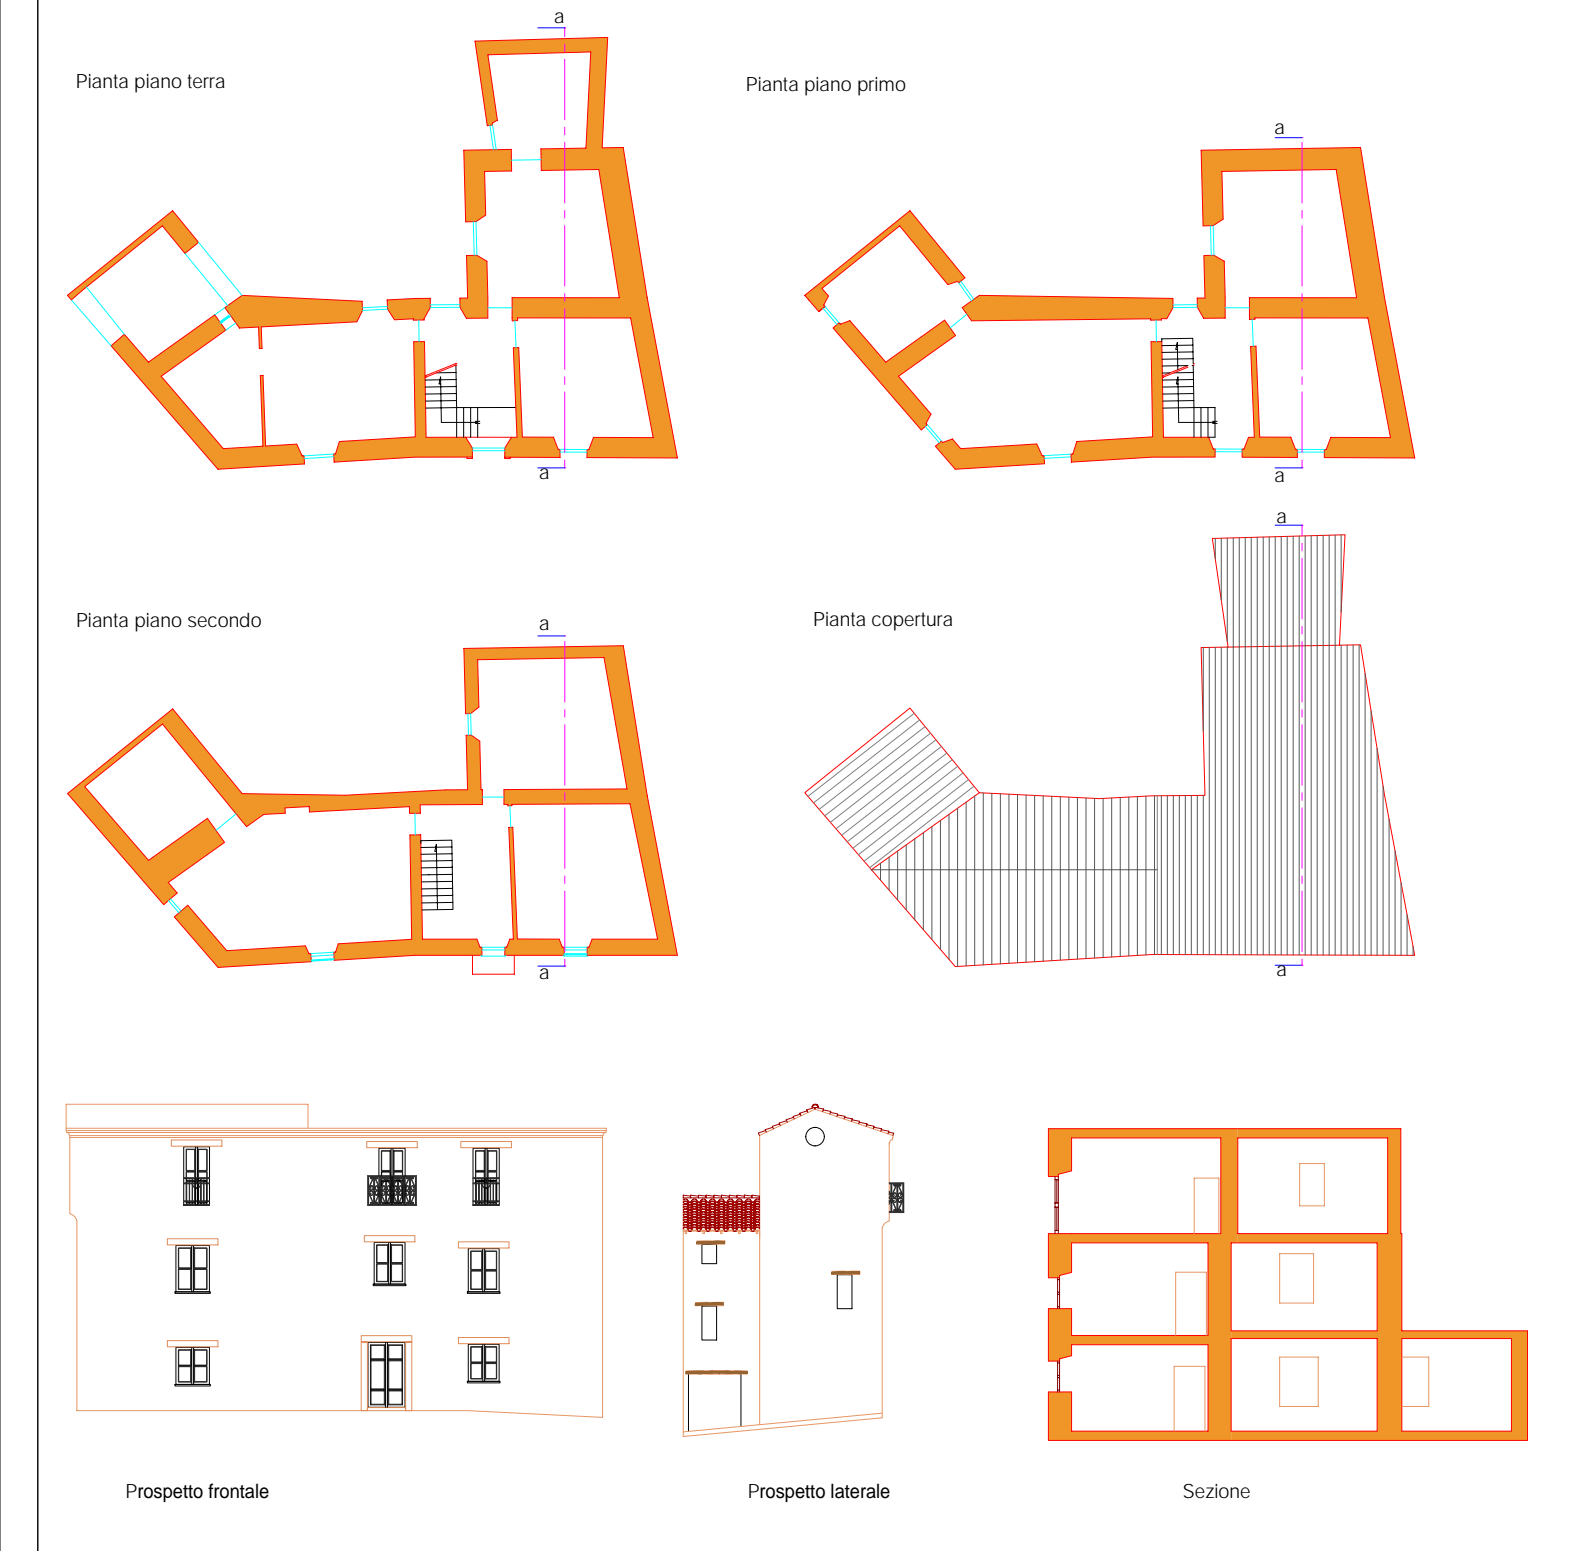 a
Pianta piano terra
Pianta piano primo
a
a
a
a
Pianta piano secondo
a
Pianta copertura
a
a
Prospetto frontale
Prospetto laterale
Sezione